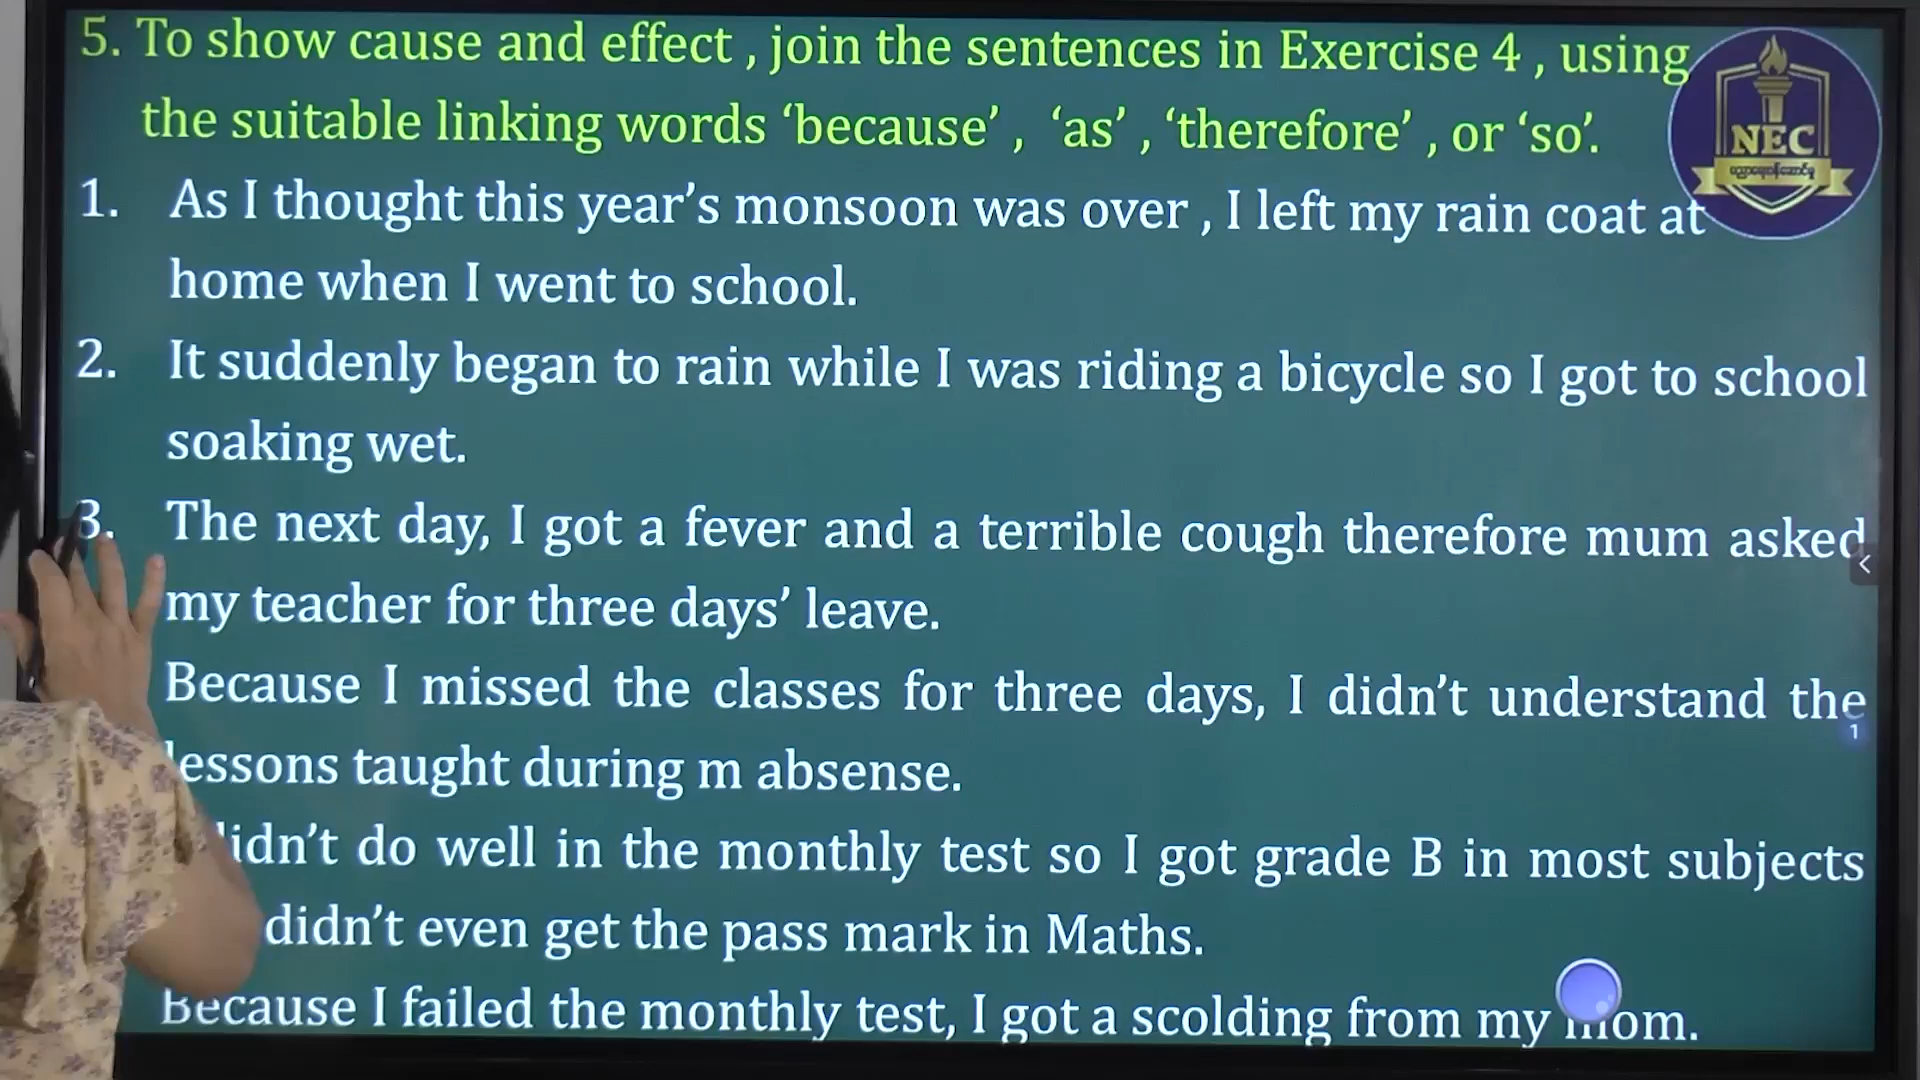 5. To show cause and effect , join the sentences in Exercise 4 , using
the suitable linking words ‘because’ , ‘as’ , ‘therefore’ , or ‘so’.
NEC
1. As I thought this year’s monsoon was over , I left my rain coat at
home when I went to school.
2. It suddenly began to rain while I was riding a bicycle so I got to school
soaking wet.
3. The next day, I got a fever and a terrible cough therefore mum asked
my teacher for three days’ leave.
Because I missed the classes for three days, I didn’t understand the
1
lessons taught during m absense.
didn’t do well in the monthly test so I got grade B in most subjects
didn’t even get the pass mark in Maths.
Because I failed the monthly test, I got a scolding from my mom.